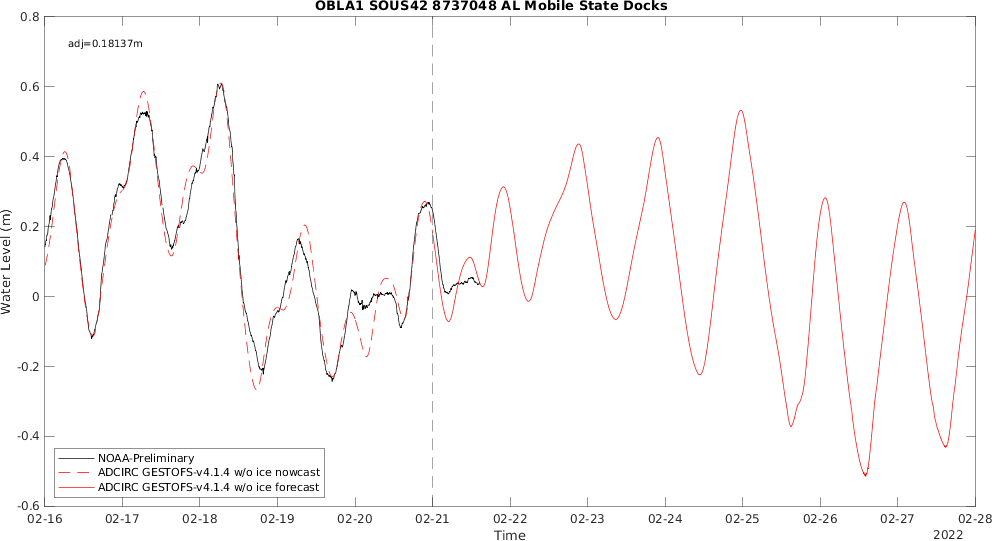 OBLA1 SOUS42 8737048 AL Mobile State Docks
adj=0.18137m
Water Level (m)
0.8
0.6
0.4
0.2
0
-0.2
-0.4
-0.6
NOAA-Preliminary
ADCIRC GESTOFS-v4.1.4 w/o ice nowcast
ADCIRC GESTOFS-v4.1.4 w/o ice forecast
02-16 02-17 02-18 02-19 02-20 02-21 02-22 02-23 02-24 02-25 02-26 02-27 02-28
Time
2022